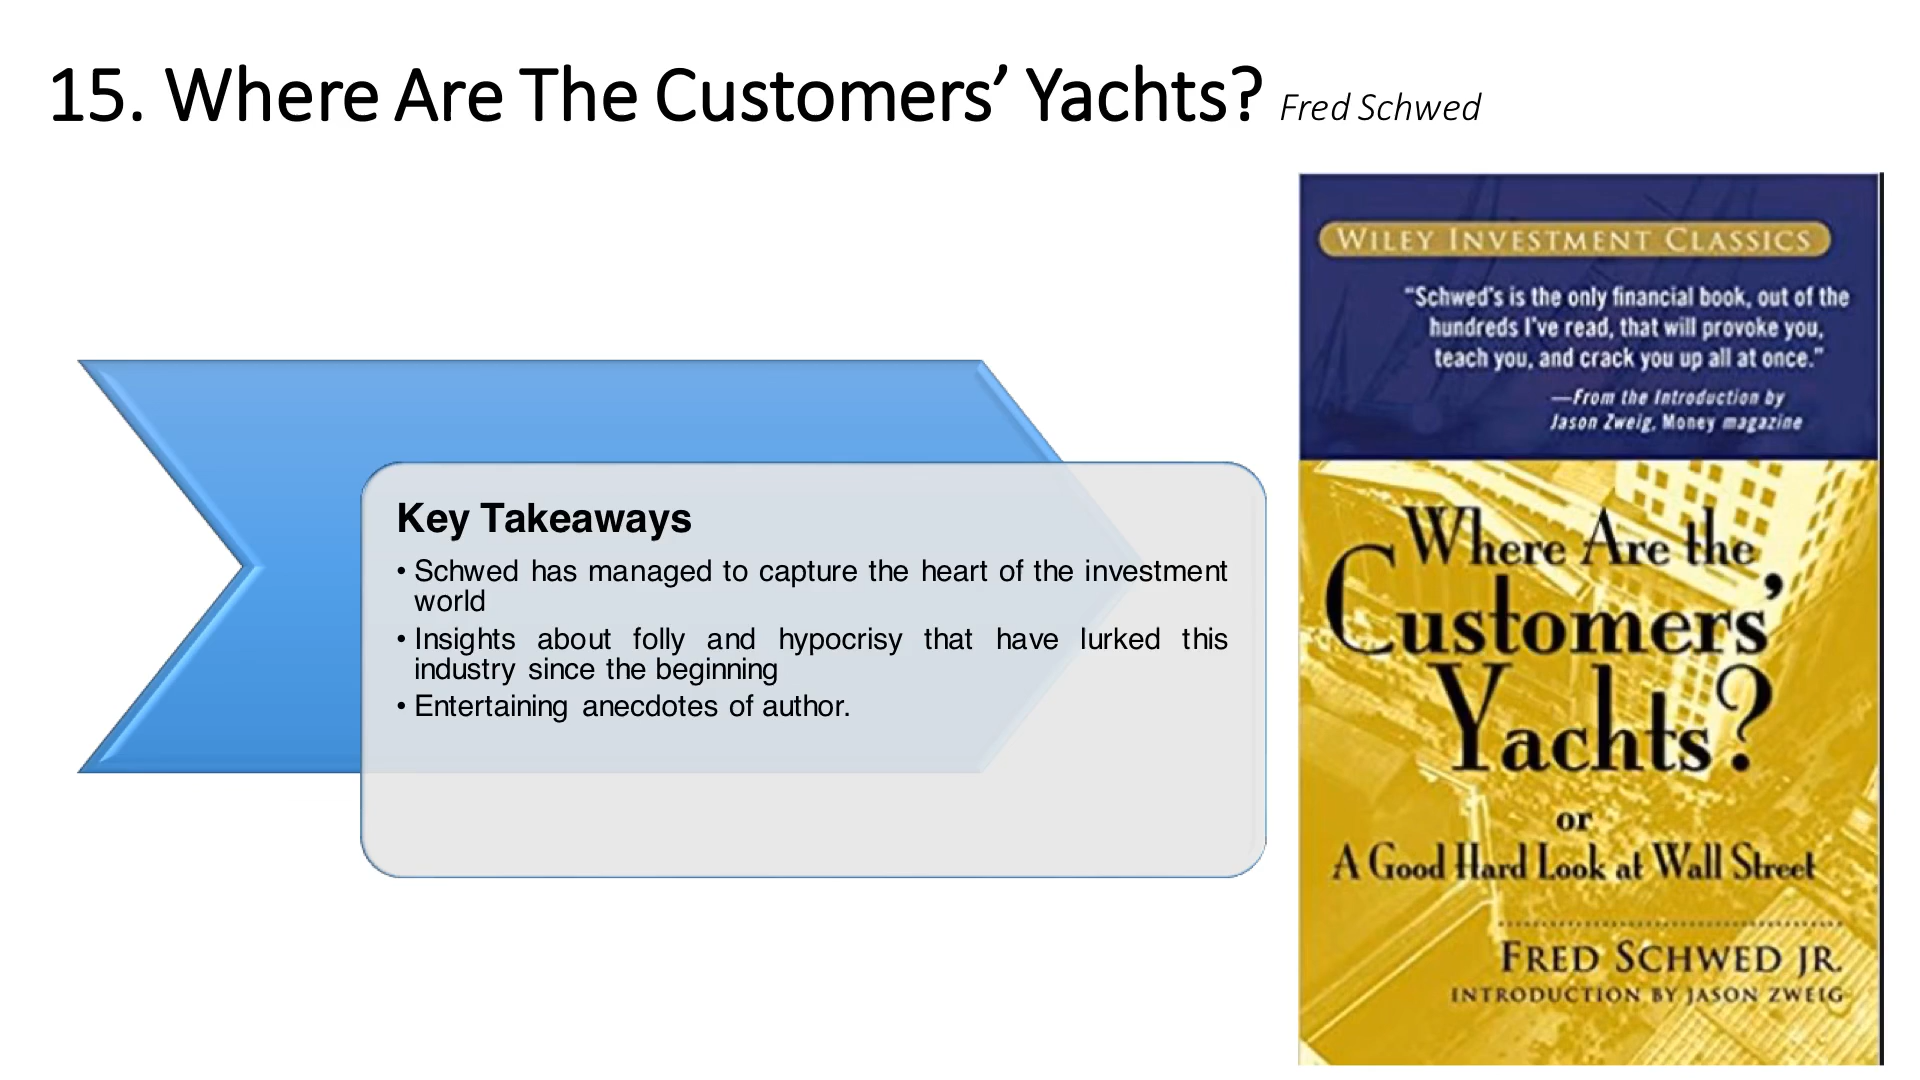 15. Where Are The Customers’ Yachts? Fred Schwed
Key Takeaways
• Schwed has managed to capture the heart of the investment
world
• Insights about folly and hypocrisy that have lurked this
industry since the beginning
• Entertaining anecdotes of author.
WILEY INVESTMENT CLASSICS
"Schwed's is the only financial book, out of the
hundreds I've read, that will provoke you,
teach you, and crack you up all at once."
—From the Introduction by
Jason Zweig, Money magazine
Where Are the
Customers’
Yachts?
or
A Good Hard Look at Wall Street
FRED SCHWED JR.
INTRODUCTION BY JASON ZWEIG